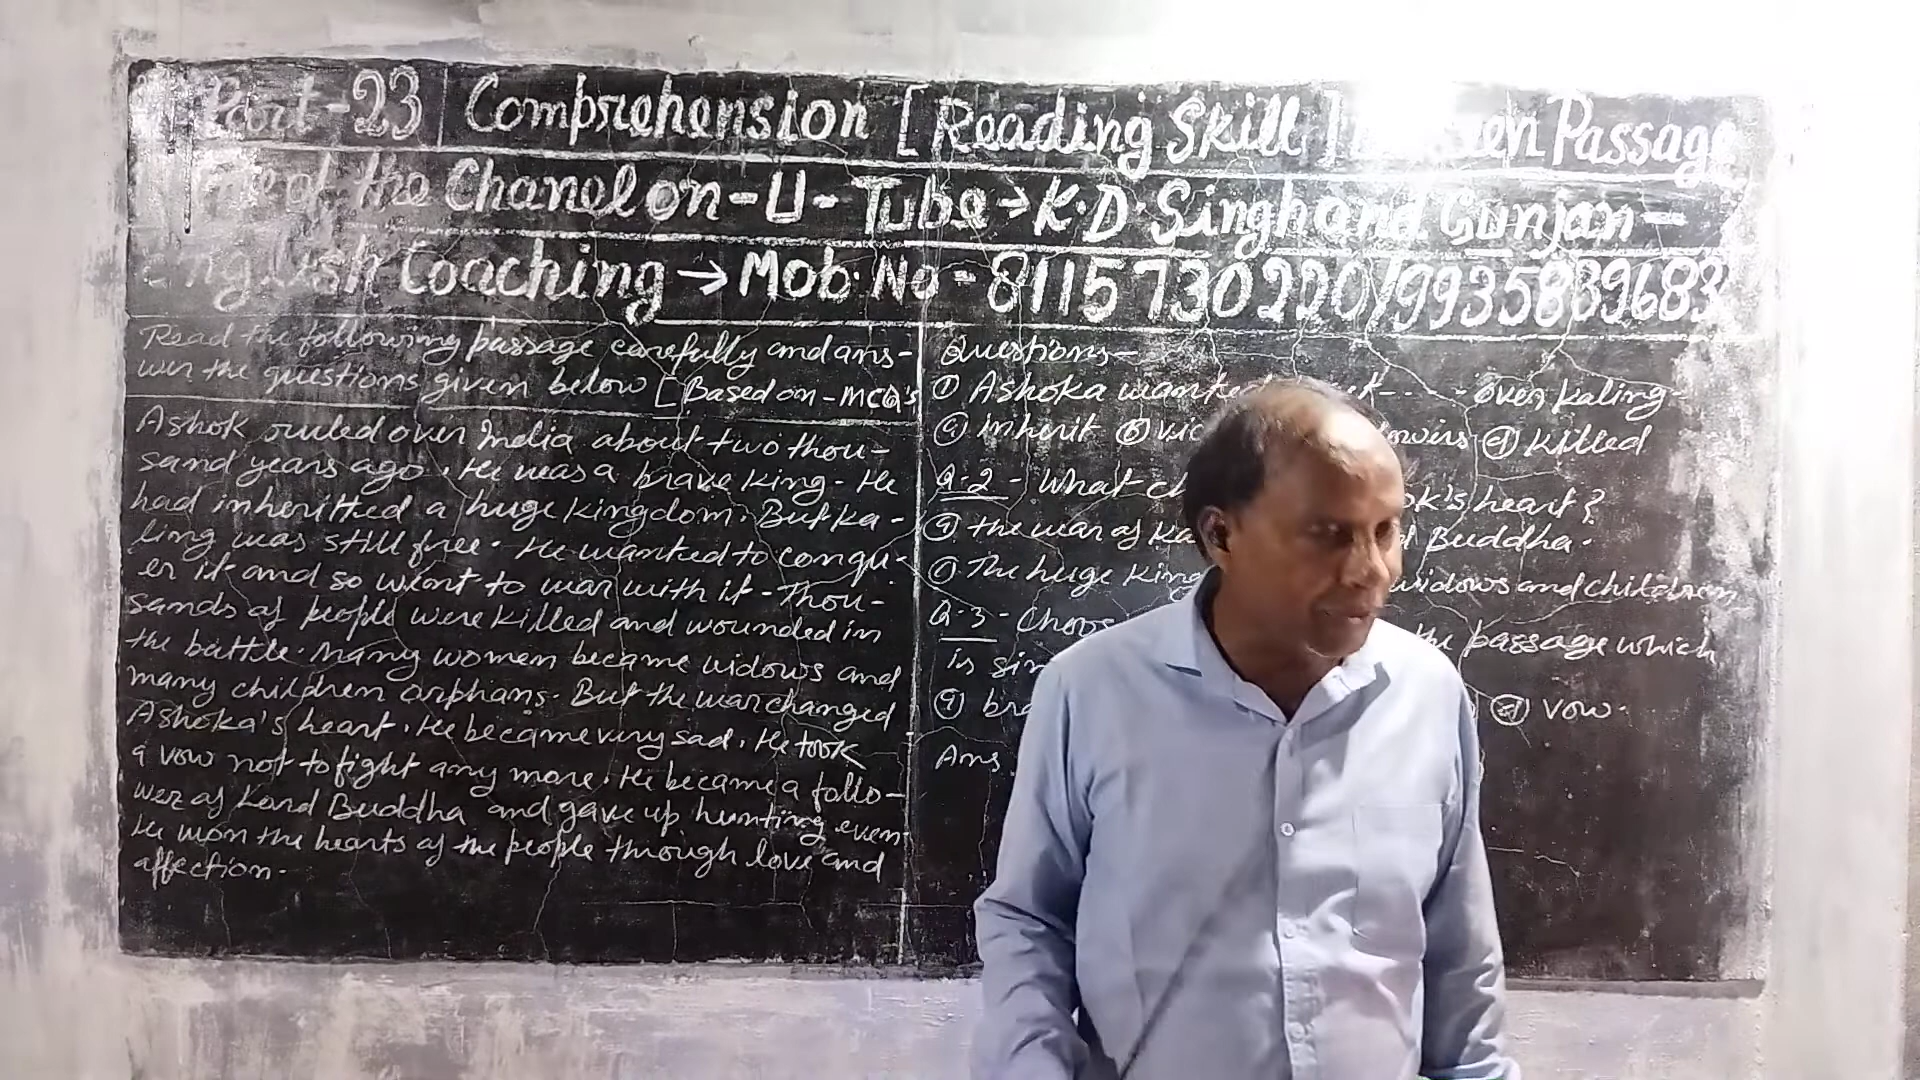 Part-23 Comprehension [Reading Skill] Passage
of the Chanel on-U-Tube→K.D.Singh and Gunjan-
English Coaching → Mob.No-8115730220/9935839683
Read the following passage carefully and ans-
wer the questions given below [Based on-MCQ's
Ashok ruled over India about two thou-
sand years ago. He was a brave king. He
had inheritted a huge kingdom. But ka-
ling was still free. He wanted to conqu-
er it and so went to war with it. Thou-
sands of people were killed and wounded in
the battle. Many women became widows and
many children orphans. But the war changed
Ashoka's heart. He became very sad. He took
a vow not to fight any more. He became a follo-
wer of Lord Buddha and gave up hunting even.
He won the hearts of the people through love and
affection.
Questions-
① Ashoka wanted over kaling-
ⓐ inherit ⓑ ⓓ killed
Q.2 - What heart?
ⓐ the war of Buddha.
ⓒ The huge widows and children
Q.3 - the passage which
is
ⓐ ⓓ vow.
Ans